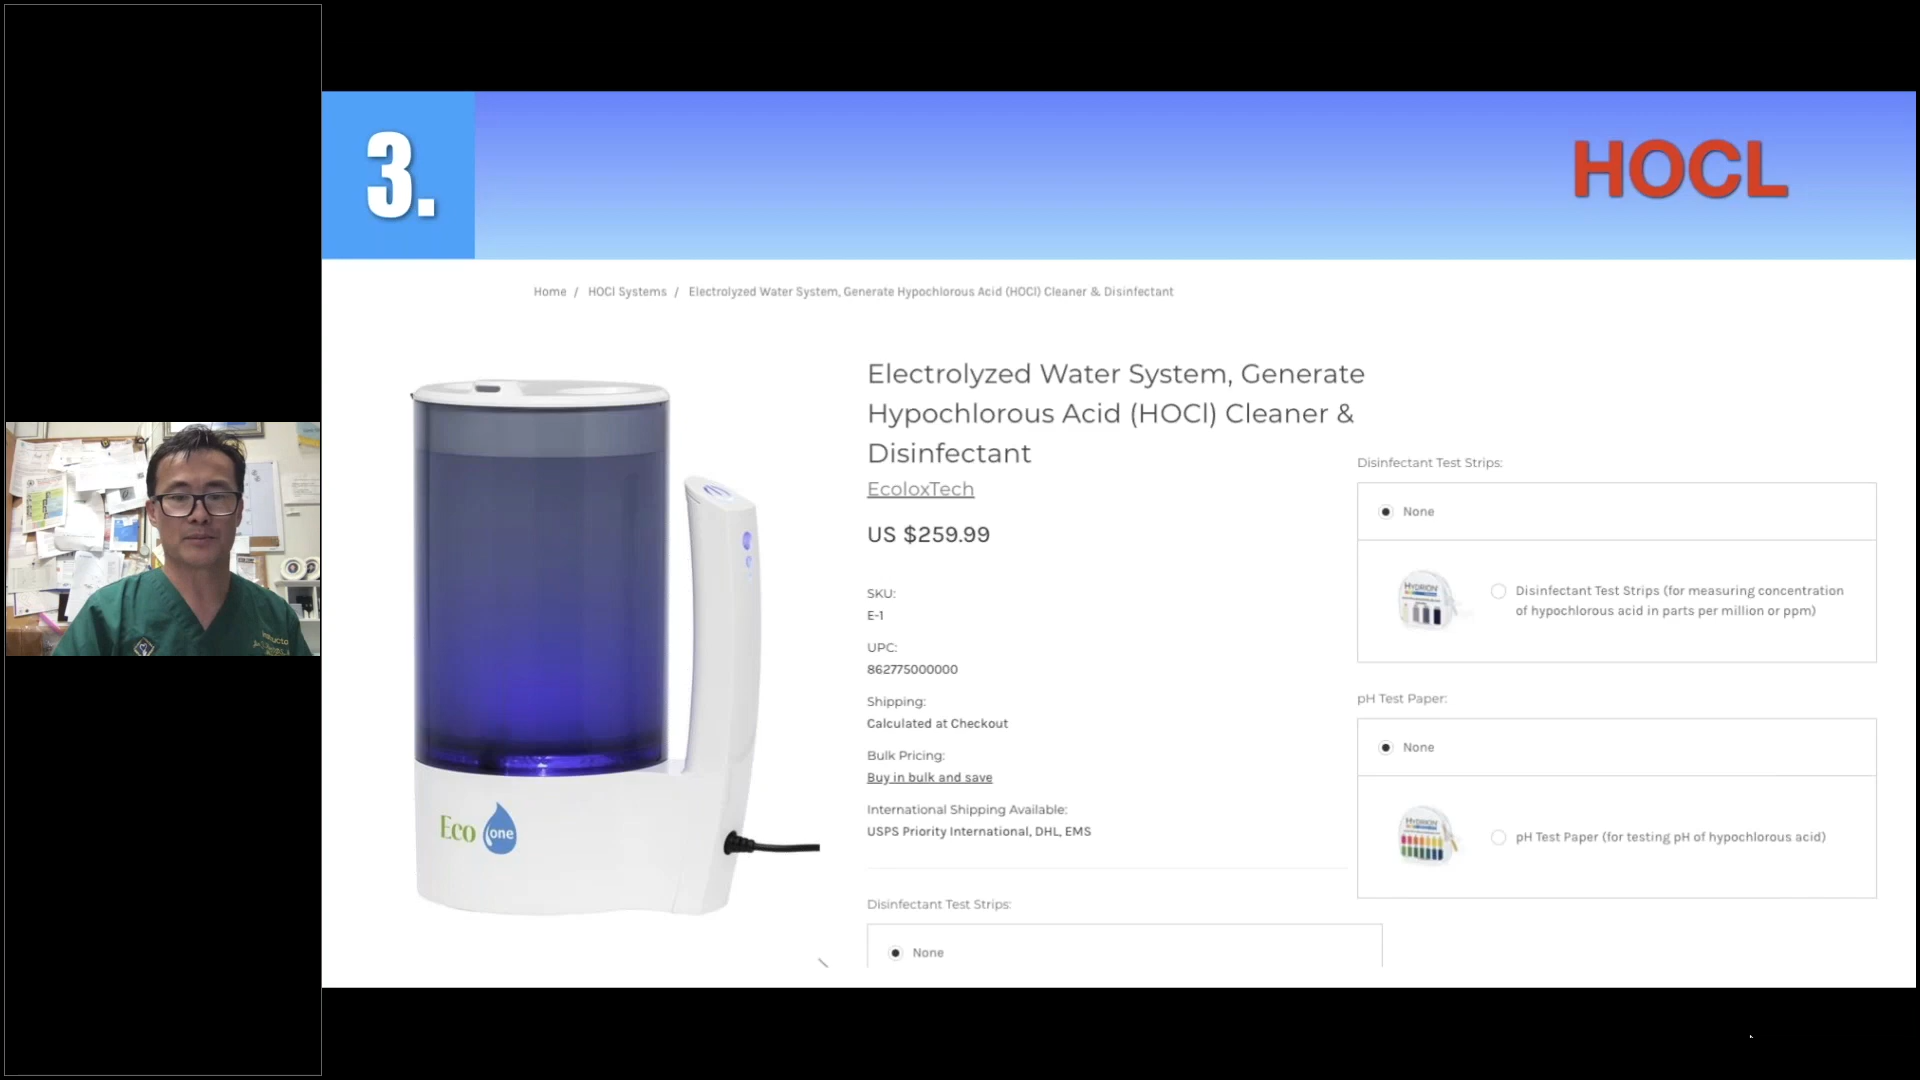 3.
HOCL
Home / HOCl Systems / Electrolyzed Water System, Generate Hypochlorous Acid (HOCl) Cleaner & Disinfectant
Electrolyzed Water System, Generate
Hypochlorous Acid (HOCl) Cleaner &
Disinfectant
EcoloxTech
US $259.99
SKU:
E-1
UPC:
862775000000
Shipping:
Calculated at Checkout
Bulk Pricing:
Buy in bulk and save
International Shipping Available:
USPS Priority International, DHL, EMS
Disinfectant Test Strips:
None
Disinfectant Test Strips:
None
HYDRION
Disinfectant Test Strips (for measuring concentration
of hypochlorous acid in parts per million or ppm)
pH Test Paper:
None
HYDRION
pH Test Paper (for testing pH of hypochlorous acid)
Eco one